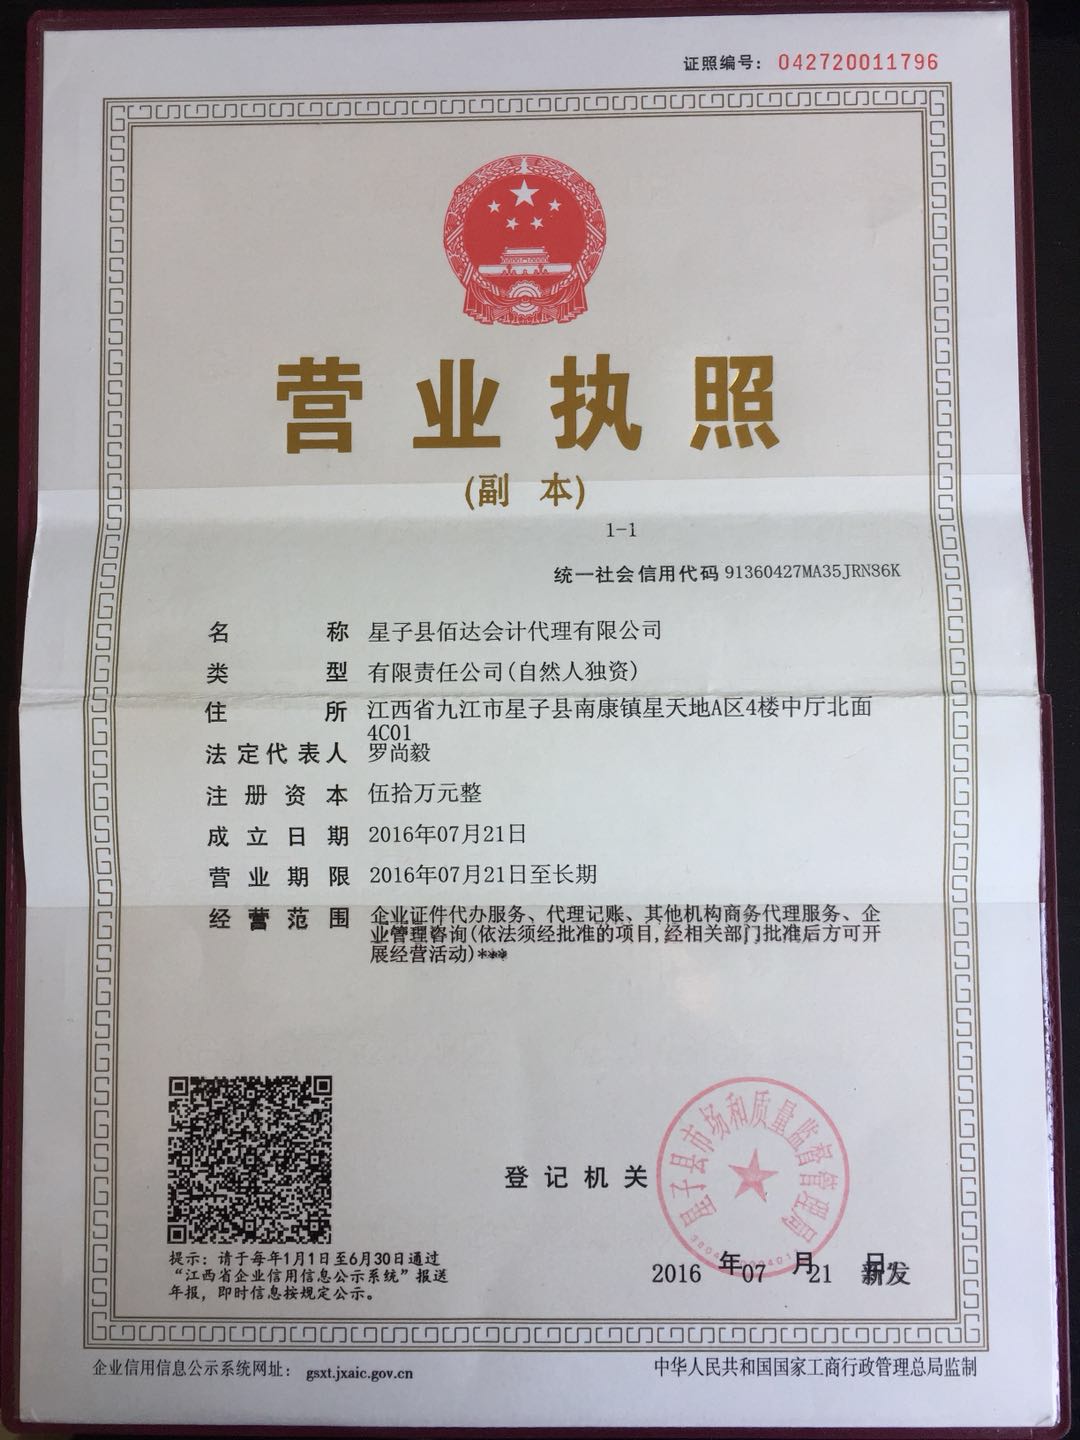 证照编号：042720011796
营业执照
(副 本)
1-1
统一社会信用代码 91360427MA35JRN86K
名 称 星子县佰达会计代理有限公司
类 型 有限责任公司(自然人独资)
住 所 江西省九江市星子县南康镇星天地A区4楼中厅北面
4C01
法定代表人 罗尚毅
注册资本 伍拾万元整
成立日期 2016年07月21日
营业期限 2016年07月21日至长期
经营范围 企业证件代办服务、代理记账、其他机构商务代理服务、企
业管理咨询(依法须经批准的项目,经相关部门批准后方可开
展经营活动)***
登记机关
星子县市场和质量监督管理局
2016 年 07 月 21 日 新发
提示：请于每年1月1日至6月30日通过
“江西省企业信用信息公示系统”报送
年报，即时信息按规定公示。
企业信用信息公示系统网址： gsxt.jxaic.gov.cn
中华人民共和国国家工商行政管理总局监制